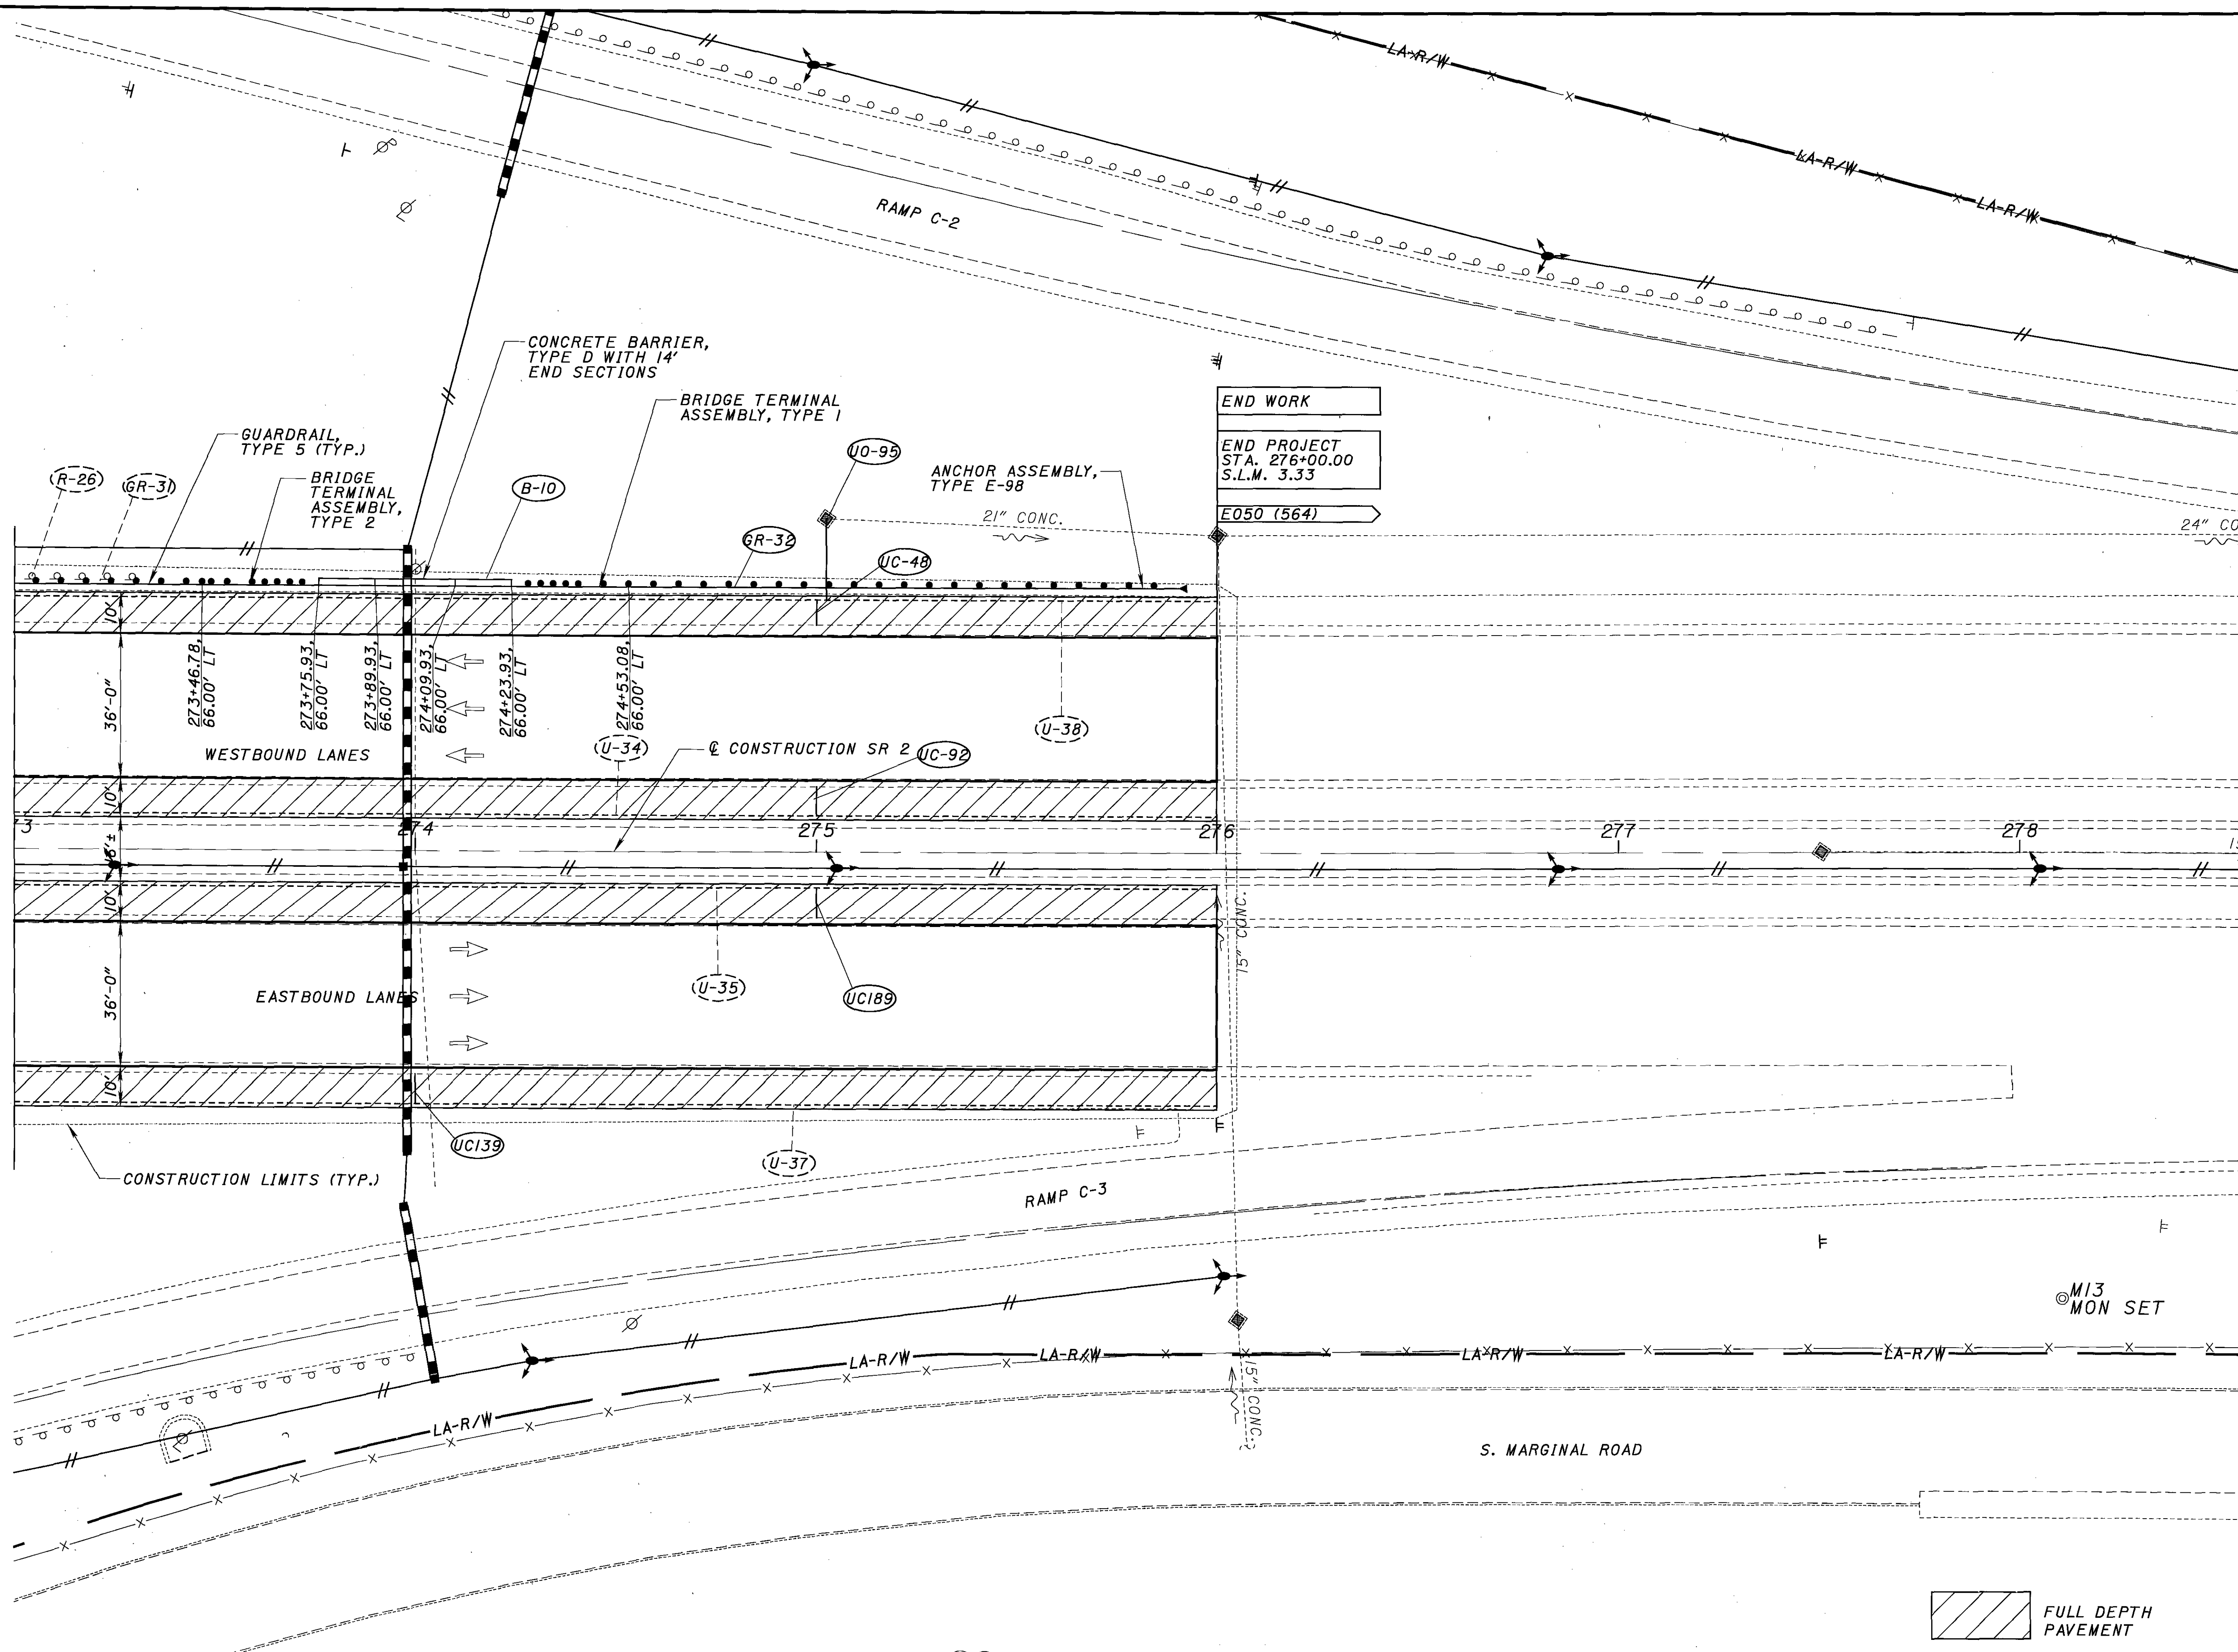 LA-R/W
LA-R/W
LA-R/W
RAMP C-2
CONCRETE BARRIER,
TYPE D WITH 14'
END SECTIONS
BRIDGE TERMINAL
ASSEMBLY, TYPE 1
GUARDRAIL,
TYPE 5 (TYP.)
BRIDGE
TERMINAL
ASSEMBLY,
TYPE 2
R-26
GR-31
B-10
UO-95
ANCHOR ASSEMBLY,
TYPE E-98
END WORK
END PROJECT
STA. 276+00.00
S.L.M. 3.33
E050 (564)
21" CONC.
24" CO
GR-32
UC-48
10'
36'-0"
273+46.78,
66.00' LT
273+75.93,
66.00' LT
273+89.93,
66.00' LT
274+09.93,
66.00' LT
274+23.93,
66.00' LT
274+53.08,
66.00' LT
U-38
WESTBOUND LANES
U-34
℄ CONSTRUCTION SR 2
UC-92
10'
3
274
275
276
277
278
16'±
10'
15" CONC.
36'-0"
EASTBOUND LANES
U-35
UC189
10'
UC139
U-37
CONSTRUCTION LIMITS (TYP.)
RAMP C-3
M13
MON SET
LA-R/W
LA-R/W
LA-R/W
LA-R/W
LA-R/W
15" CONC.
S. MARGINAL ROAD
FULL DEPTH
PAVEMENT